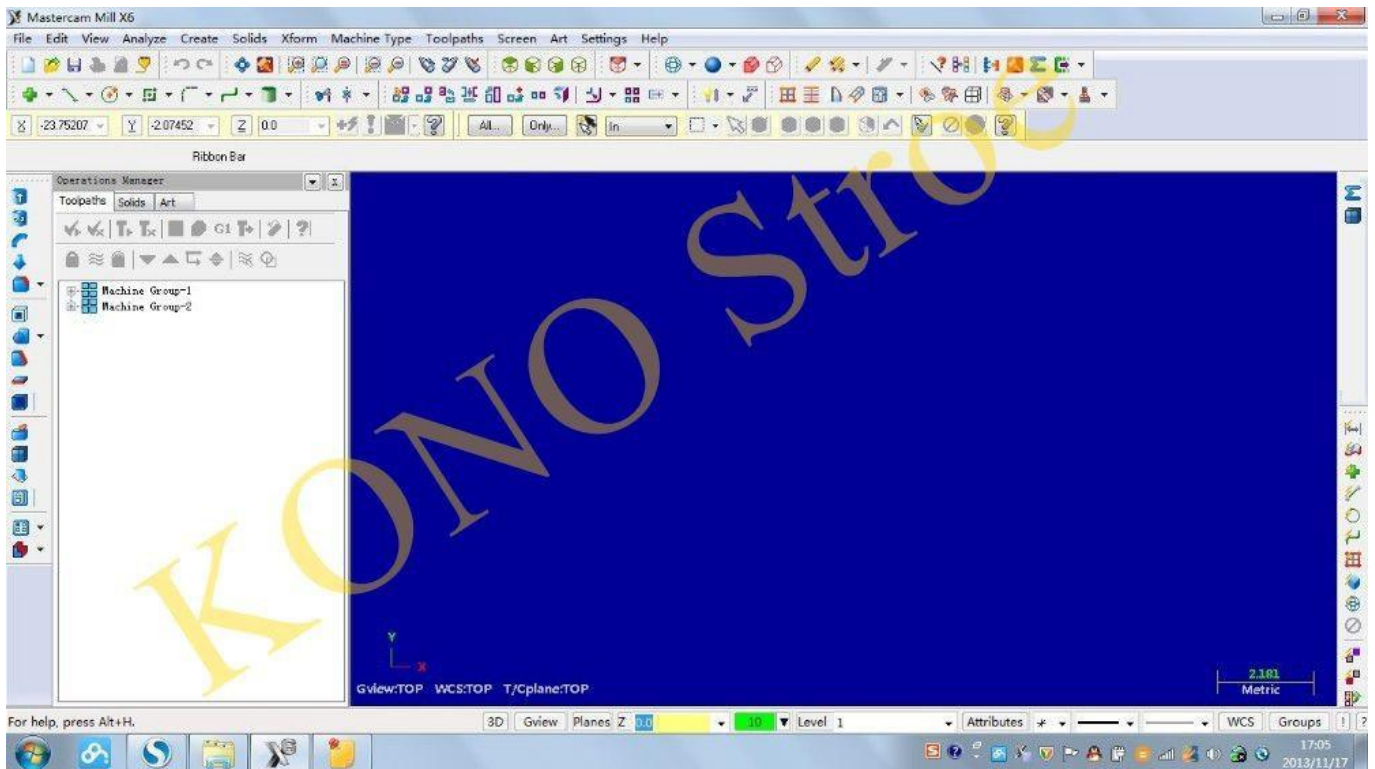 Mastercam Mill X6
File Edit View Analyze Create Solids Xform Machine Type Toolpaths Screen Art Settings Help
X -23.75207 Y -2.07452 Z 0.0 All... Only... In
Ribbon Bar
Operations Manager
Toolpaths Solids Art
G1
Machine Group-1
Machine Group-2
KONO Stroe
Y
X
Gview:TOP WCS:TOP T/Cplane:TOP
2.181
Metric
For help, press Alt+H.
3D Gview Planes Z 0.0 10 Level 1 Attributes WCS Groups
17:05
2013/11/17